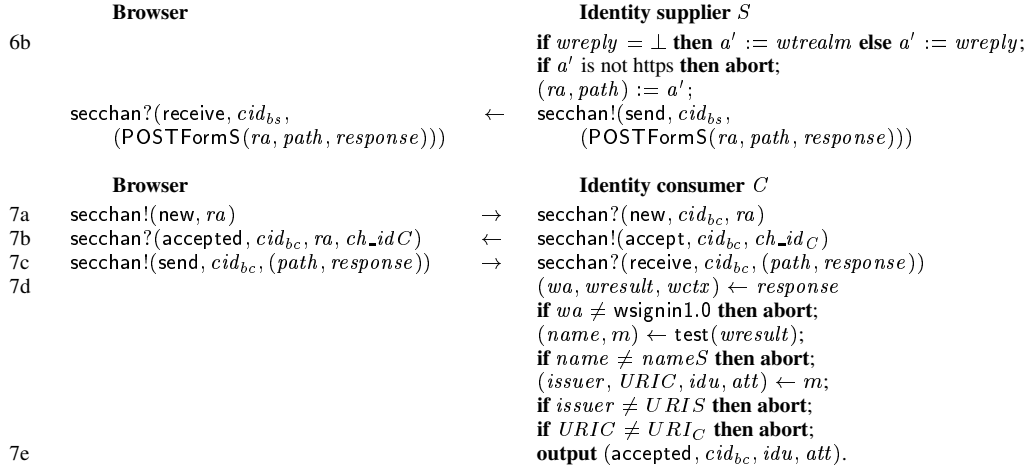 Browser Identity supplier S
6b if wreply = ⊥ then a′ := wtrealm else a′ := wreply;
if a′ is not https then abort;
(ra, path) := a′;
secchan?(receive, cid_bs, ← secchan!(send, cid_bs,
(POSTFormS(ra, path, response))) (POSTFormS(ra, path, response)))
Browser Identity consumer C
7a secchan!(new, ra) → secchan?(new, cid_bc, ra)
7b secchan?(accepted, cid_bc, ra, ch_idC) ← secchan!(accept, cid_bc, ch_id_C)
7c secchan!(send, cid_bc, (path, response)) → secchan?(receive, cid_bc, (path, response))
7d (wa, wresult, wctx) ← response
if wa ≠ wsignin1.0 then abort;
(name, m) ← test(wresult);
if name ≠ nameS then abort;
(issuer, URIC, idu, att) ← m;
if issuer ≠ URIS then abort;
if URIC ≠ URI_C then abort;
7e output (accepted, cid_bc, idu, att).